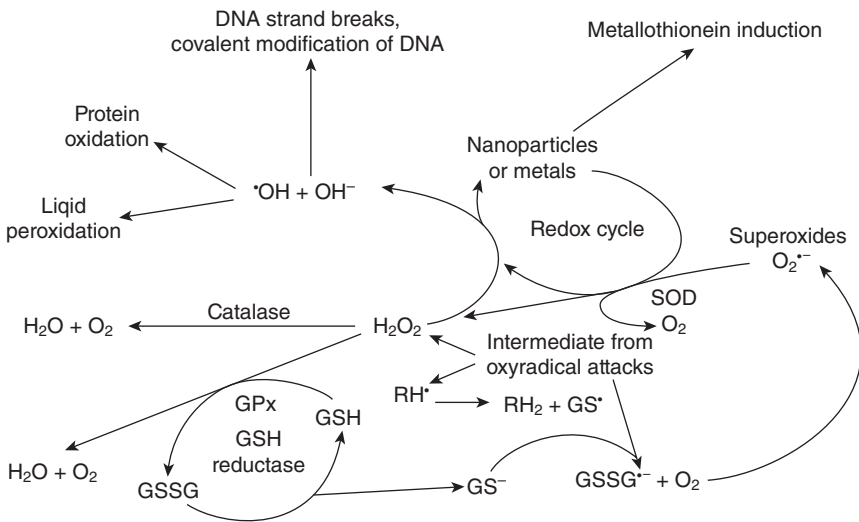 DNA strand breaks,
covalent modification of DNA
Metallothionein induction
Protein
oxidation
Nanoparticles
or metals
•OH + OH⁻
Liqid
peroxidation
Redox cycle
Superoxides
O₂•⁻
SOD
O₂
Catalase
H₂O + O₂
H₂O₂
Intermediate from
oxyradical attacks
RH•
RH₂ + GS•
GPx
GSH
GSH
reductase
H₂O + O₂
GSSG
GS⁻
GSSG•⁻ + O₂